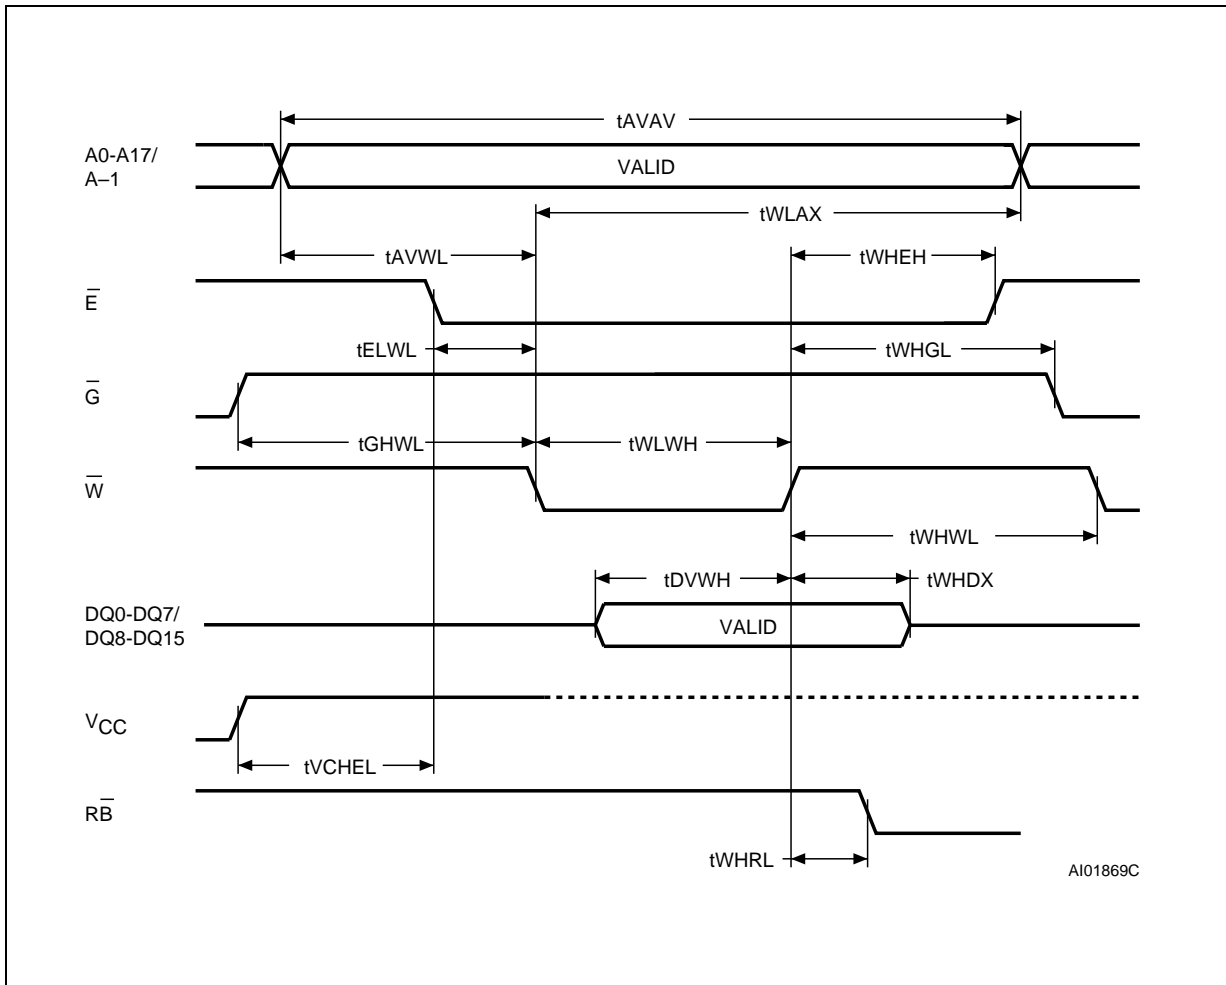 tAVAV
A0-A17/
A–1
VALID
tWLAX
tAVWL
tWHEH
E̅
tELWL
tWHGL
G̅
tGHWL
tWLWH
W̅
tWHWL
tDVWH
tWHDX
DQ0-DQ7/
DQ8-DQ15
VALID
VCC
tVCHEL
RB̅
tWHRL
AI01869C